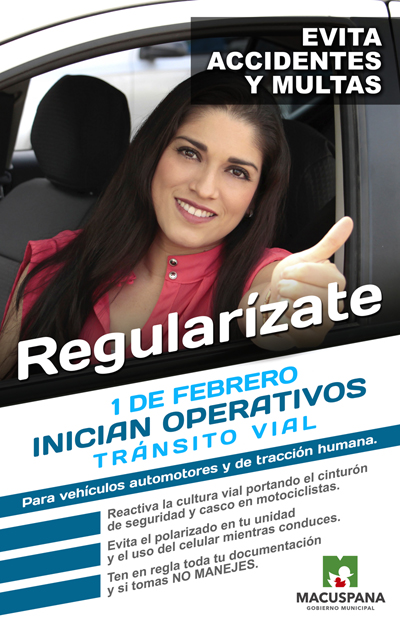 EVITA
ACCIDENTES
Y MULTAS
Regularízate
1 DE FEBRERO
INICIAN OPERATIVOS
TRÁNSITO VIAL
Para vehículos automotores y de tracción humana.
Reactiva la cultura vial portando el cinturón
de seguridad y casco en motociclistas.
Evita el polarizado en tu unidad
y el uso del celular mientras conduces.
Ten en regla toda tu documentación
y si tomas NO MANEJES.
MACUSPANA
GOBIERNO MUNICIPAL